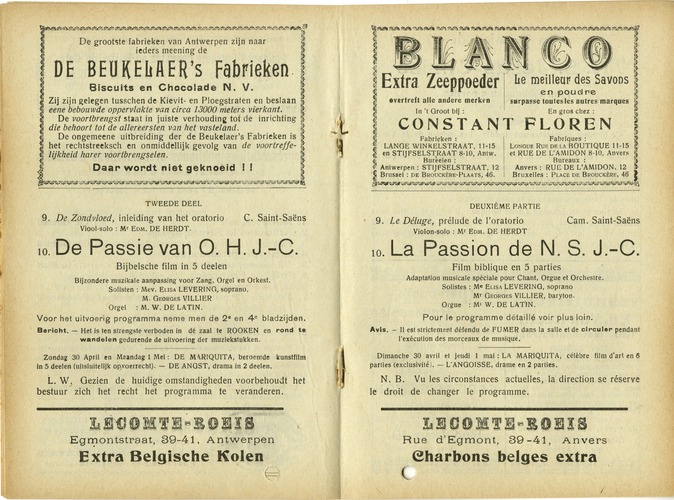 De grootste fabrieken van Antwerpen zijn naar
ieders meening de
DE BEUKELAER's Fabrieken
Biscuits en Chocolade N. V.
Zij zijn gelegen tusschen de Kievit- en Ploegstraten en beslaan
eene bebouwde oppervlakte van circa 13000 meters vierkant.
De voortbrengst staat in juiste verhouding tot de inrichting
die behoort tot de allereersten van het vasteland.
De ongemeene uitbreiding der de Beukelaer's Fabrieken is
het rechtstreeksch en onmiddellijk gevolg van de voortreffe-
lijkheid harer voortbrengselen.
Daar wordt niet geknoeid !!
TWEEDE DEEL
9. De Zondvloed, inleiding van het oratorio C. Saint-Saëns
Viool-solo : Mr EDM. DE HERDT.
10. De Passie van O. H. J.-C.
Bijbelsche film in 5 deelen
Bijzondere muzikale aanpassing voor Zang, Orgel en Orkest.
Solisten : Mev. ELISA LEVERING, soprano.
M. GEORGES VILLIER
Orgel : M. W. DE LATIN.
Voor het uitvoerig programma neme men de 2e en 4e bladzijden.
Bericht. – Het is ten strengste verboden in de zaal te ROOKEN en rond te
wandelen gedurende de uitvoering der muziekstukken.
Zondag 30 April en Maandag 1 Mei : DE MARIQUITA, beroemde kunstfilm
in 5 deelen (uitsluitelijk opvoerrecht). — DE ANGST, drama in 2 deelen.
L. W. Gezien de huidige omstandigheden voorbehoudt het
bestuur zich het recht het programma te veranderen.
LECOMTE-ROEIS
Egmontstraat, 39-41, Antwerpen
Extra Belgische Kolen
BLANCO
Extra Zeeppoeder
overtreft alle andere merken
In 't Groot bij :
Le meilleur des Savons
en poudre
surpasse toutes les autres marques
En gros chez :
CONSTANT FLOREN
Fabrieken :
LANGE WINKELSTRAAT, 11-15
en STIJFSELSTRAAT 8-10, Antw.
Bureelen :
Antwerpen : STIJFSELSTRAAT, 12
Brussel : DE BROUCKÈRE-PLAATS, 46.
Fabriques :
LONGUE RUE DE LA BOUTIQUE 11-15
et RUE DE L'AMIDON 8-10, Anvers
Bureaux :
Anvers : RUE DE L'AMIDON, 12
Bruxelles : PLACE DE BROUCKÈRE, 46
DEUXIÈME PARTIE
9. Le Déluge, prélude de l'oratorio Cam. Saint-Saëns
Violon-solo : Mr EDM. DE HERDT
10. La Passion de N. S. J.-C.
Film biblique en 5 parties
Adaptation musicale spéciale pour Chant, Orgue et Orchestre.
Solistes : Me ELISA LEVERING, soprano
Mr GEORGES VILLIER, baryton.
Orgue : Mr W. DE LATIN.
Pour le programme détaillé voir plus loin.
Avis. – Il est strictement défendu de FUMER dans la salle et de circuler pendant
l'exécution des morceaux de musique.
Dimanche 30 avril et jeudi 1 mai : LA MARIQUITA, célèbre film d'art en 6
parties (exclusivité). — L'ANGOISSE, drame en 2 parties.
N. B. Vu les circonstances actuelles, la direction se réserve
le droit de changer le programme.
LECOMTE-ROEIS
Rue d'Egmont, 39-41, Anvers
Charbons belges extra